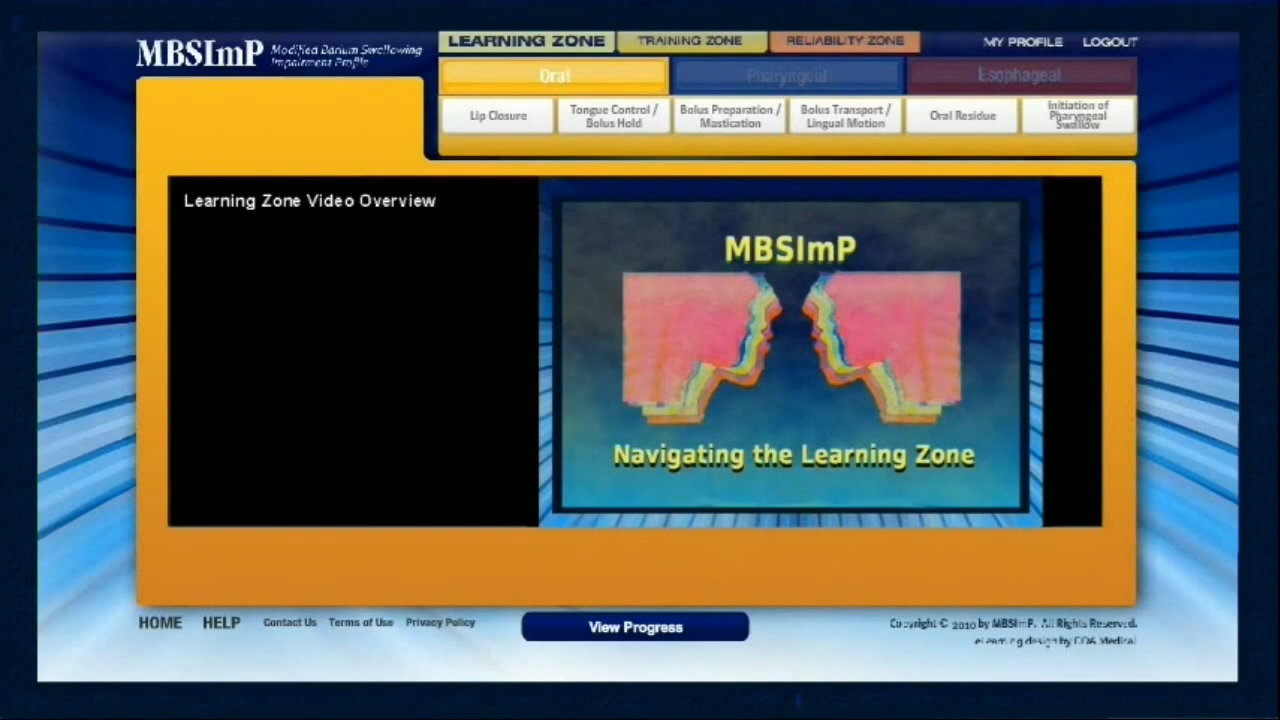 MBSImP Modified Barium Swallowing
Impairment Profile
LEARNING ZONE TRAINING ZONE RELIABILITY ZONE MY PROFILE LOGOUT
Oral Pharyngeal Esophageal
Lip Closure
Tongue Control /
Bolus Hold
Bolus Preparation /
Mastication
Bolus Transport /
Lingual Motion
Oral Residue
Initiation of
Pharyngeal
Swallow
Learning Zone Video Overview
MBSImP
Navigating the Learning Zone
HOME HELP Contact Us Terms of Use Privacy Policy
View Progress
Copyright © 2010 by MBSImP. All Rights Reserved.
eLearning design by Medical